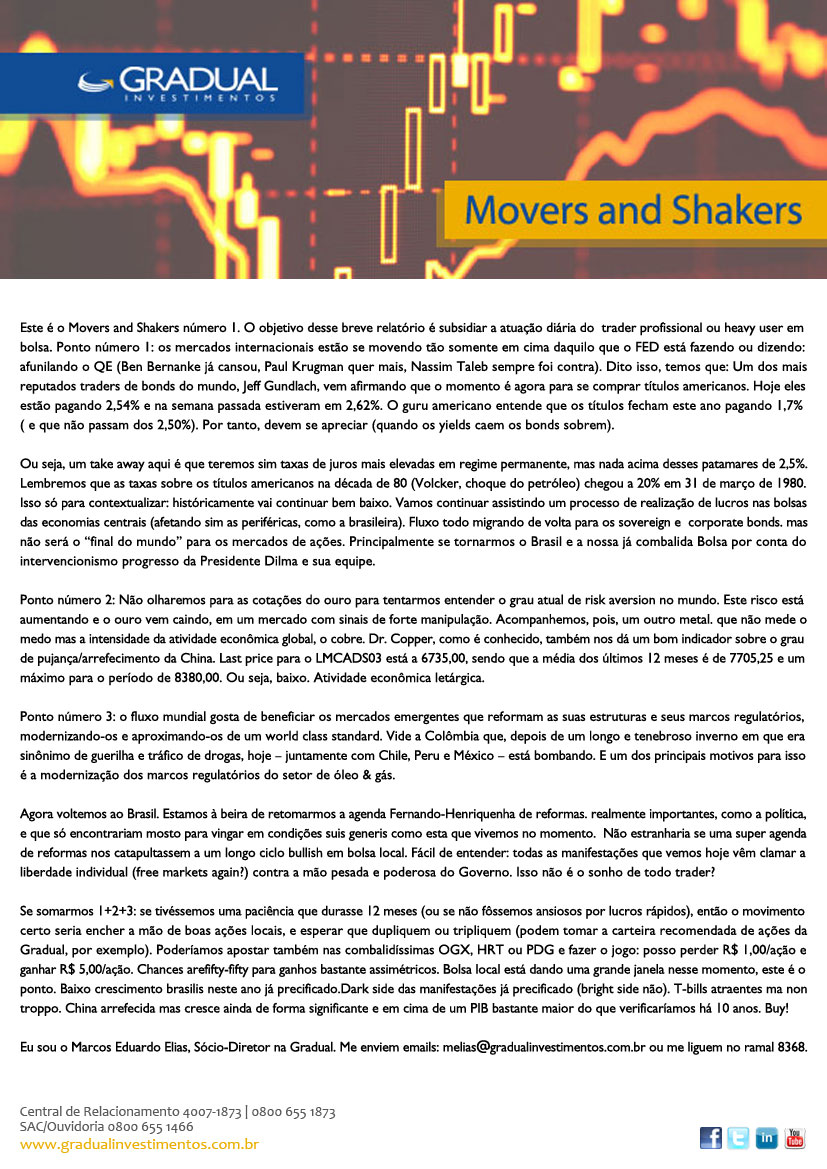 GRADUAL
INVESTIMENTOS
Movers and Shakers
Este é o Movers and Shakers número 1. O objetivo desse breve relatório é subsidiar a atuação diária do trader profissional ou heavy user em
bolsa. Ponto número 1: os mercados internacionais estão se movendo tão somente em cima daquilo que o FED está fazendo ou dizendo:
afunilando o QE (Ben Bernanke já cansou, Paul Krugman quer mais, Nassim Taleb sempre foi contra). Dito isso, temos que: Um dos mais
reputados traders de bonds do mundo, Jeff Gundlach, vem afirmando que o momento é agora para se comprar títulos americanos. Hoje eles
estão pagando 2,54% e na semana passada estiveram em 2,62%. O guru americano entende que os títulos fecham este ano pagando 1,7%
( e que não passam dos 2,50%). Por tanto, devem se apreciar (quando os yields caem os bonds sobrem).
Ou seja, um take away aqui é que teremos sim taxas de juros mais elevadas em regime permanente, mas nada acima desses patamares de 2,5%.
Lembremos que as taxas sobre os títulos americanos na década de 80 (Volcker, choque do petróleo) chegou a 20% em 31 de março de 1980.
Isso só para contextualizar: históricamente vai continuar bem baixo. Vamos continuar assistindo um processo de realização de lucros nas bolsas
das economias centrais (afetando sim as periféricas, como a brasileira). Fluxo todo migrando de volta para os sovereign e corporate bonds. mas
não será o “final do mundo” para os mercados de ações. Principalmente se tornarmos o Brasil e a nossa já combalida Bolsa por conta do
intervencionismo progresso da Presidente Dilma e sua equipe.
Ponto número 2: Não olharemos para as cotações do ouro para tentarmos entender o grau atual de risk aversion no mundo. Este risco está
aumentando e o ouro vem caindo, em um mercado com sinais de forte manipulação. Acompanhemos, pois, um outro metal. que não mede o
medo mas a intensidade da atividade econômica global, o cobre. Dr. Copper, como é conhecido, também nos dá um bom indicador sobre o grau
de pujança/arrefecimento da China. Last price para o LMCADS03 está a 6735,00, sendo que a média dos últimos 12 meses é de 7705,25 e um
máximo para o período de 8380,00. Ou seja, baixo. Atividade econômica letárgica.
Ponto número 3: o fluxo mundial gosta de beneficiar os mercados emergentes que reformam as suas estruturas e seus marcos regulatórios,
modernizando-os e aproximando-os de um world class standard. Vide a Colômbia que, depois de um longo e tenebroso inverno em que era
sinônimo de guerilha e tráfico de drogas, hoje – juntamente com Chile, Peru e México – está bombando. E um dos principais motivos para isso
é a modernização dos marcos regulatórios do setor de óleo & gás.
Agora voltemos ao Brasil. Estamos à beira de retomarmos a agenda Fernando-Henriquenha de reformas. realmente importantes, como a política,
e que só encontrariam mosto para vingar em condições suis generis como esta que vivemos no momento. Não estranharia se uma super agenda
de reformas nos catapultassem a um longo ciclo bullish em bolsa local. Fácil de entender: todas as manifestações que vemos hoje vêm clamar a
liberdade individual (free markets again?) contra a mão pesada e poderosa do Governo. Isso não é o sonho de todo trader?
Se somarmos 1+2+3: se tivéssemos uma paciência que durasse 12 meses (ou se não fôssemos ansiosos por lucros rápidos), então o movimento
certo seria encher a mão de boas ações locais, e esperar que dupliquem ou tripliquem (podem tomar a carteira recomendada de ações da
Gradual, por exemplo). Poderíamos apostar também nas combalidíssimas OGX, HRT ou PDG e fazer o jogo: posso perder R$ 1,00/ação e
ganhar R$ 5,00/ação. Chances arefifty-fifty para ganhos bastante assimétricos. Bolsa local está dando uma grande janela nesse momento, este é o
ponto. Baixo crescimento brasilis neste ano já precificado.Dark side das manifestações já precificado (bright side não). T-bills atraentes ma non
troppo. China arrefecida mas cresce ainda de forma significante e em cima de um PIB bastante maior do que verificaríamos há 10 anos. Buy!
Eu sou o Marcos Eduardo Elias, Sócio-Diretor na Gradual. Me enviem emails: melias@gradualinvestimentos.com.br ou me liguem no ramal 8368.
Central de Relacionamento 4007-1873 | 0800 655 1873
SAC/Ouvidoria 0800 655 1466
www.gradualinvestimentos.com.br
f
t
in
You Tube